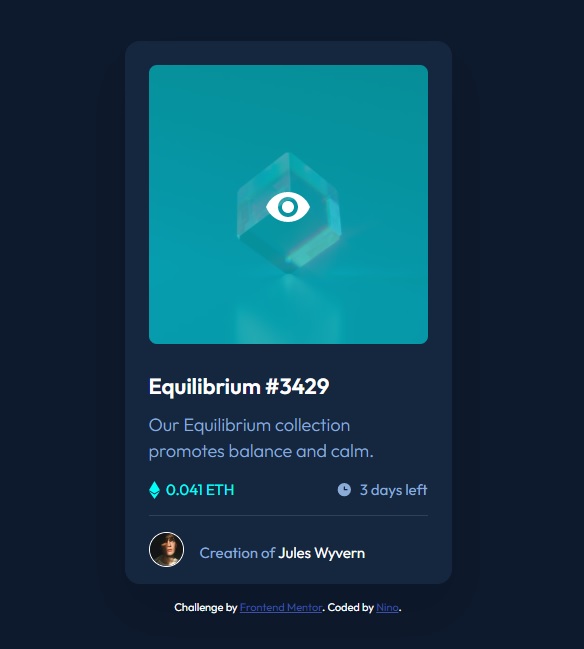 Equilibrium #3429
Our Equilibrium collection
promotes balance and calm.
0.041 ETH 3 days left
Creation of Jules Wyvern
Challenge by Frontend Mentor. Coded by Nino.